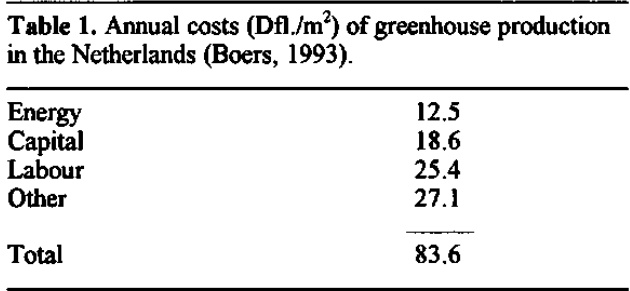 Table 1. Annual costs (Dfl./m²) of greenhouse production
in the Netherlands (Boers, 1993).
Energy 12.5
Capital 18.6
Labour 25.4
Other 27.1
Total 83.6